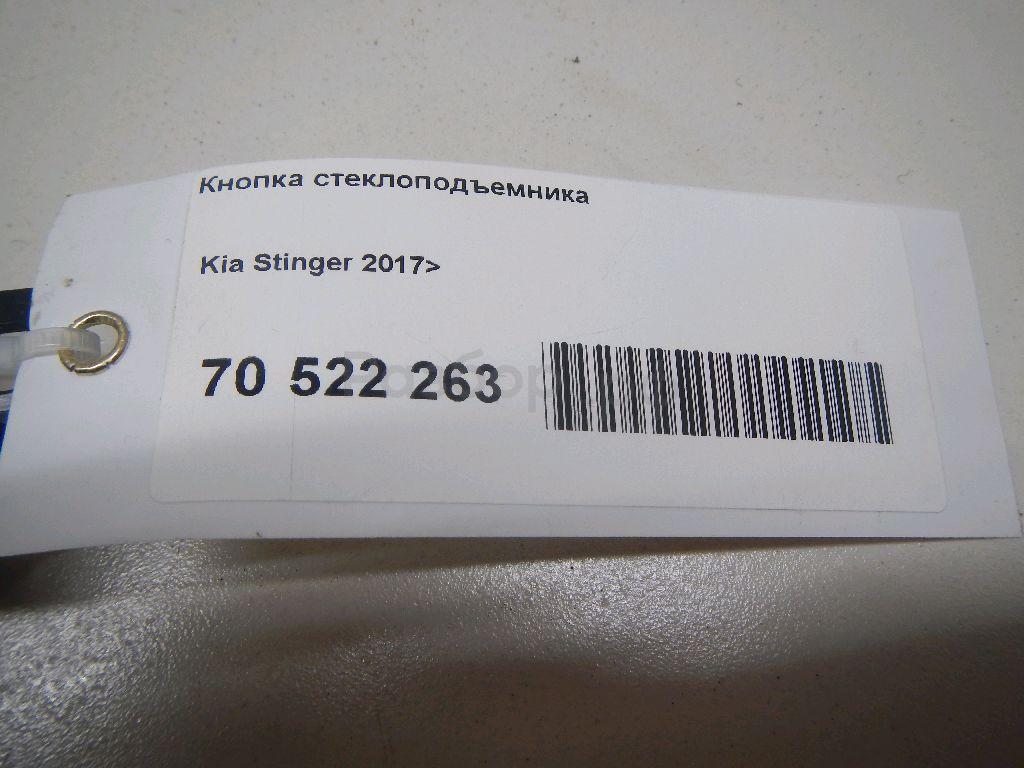 Кнопка стеклоподъемника
Kia Stinger 2017>
70 522 263